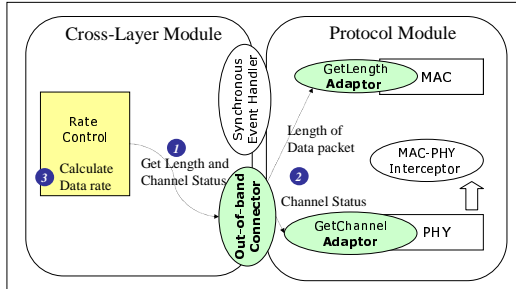 Cross-Layer Module
Protocol Module
Rate
Control
3 Calculate
Data rate
1
Get Length and
Channel Status
Synchronous
Event Handler
Out-of-band
Connector
GetLength
Adaptor
MAC
Length of
Data packet
2
Channel Status
MAC-PHY
Interceptor
GetChannel
Adaptor
PHY